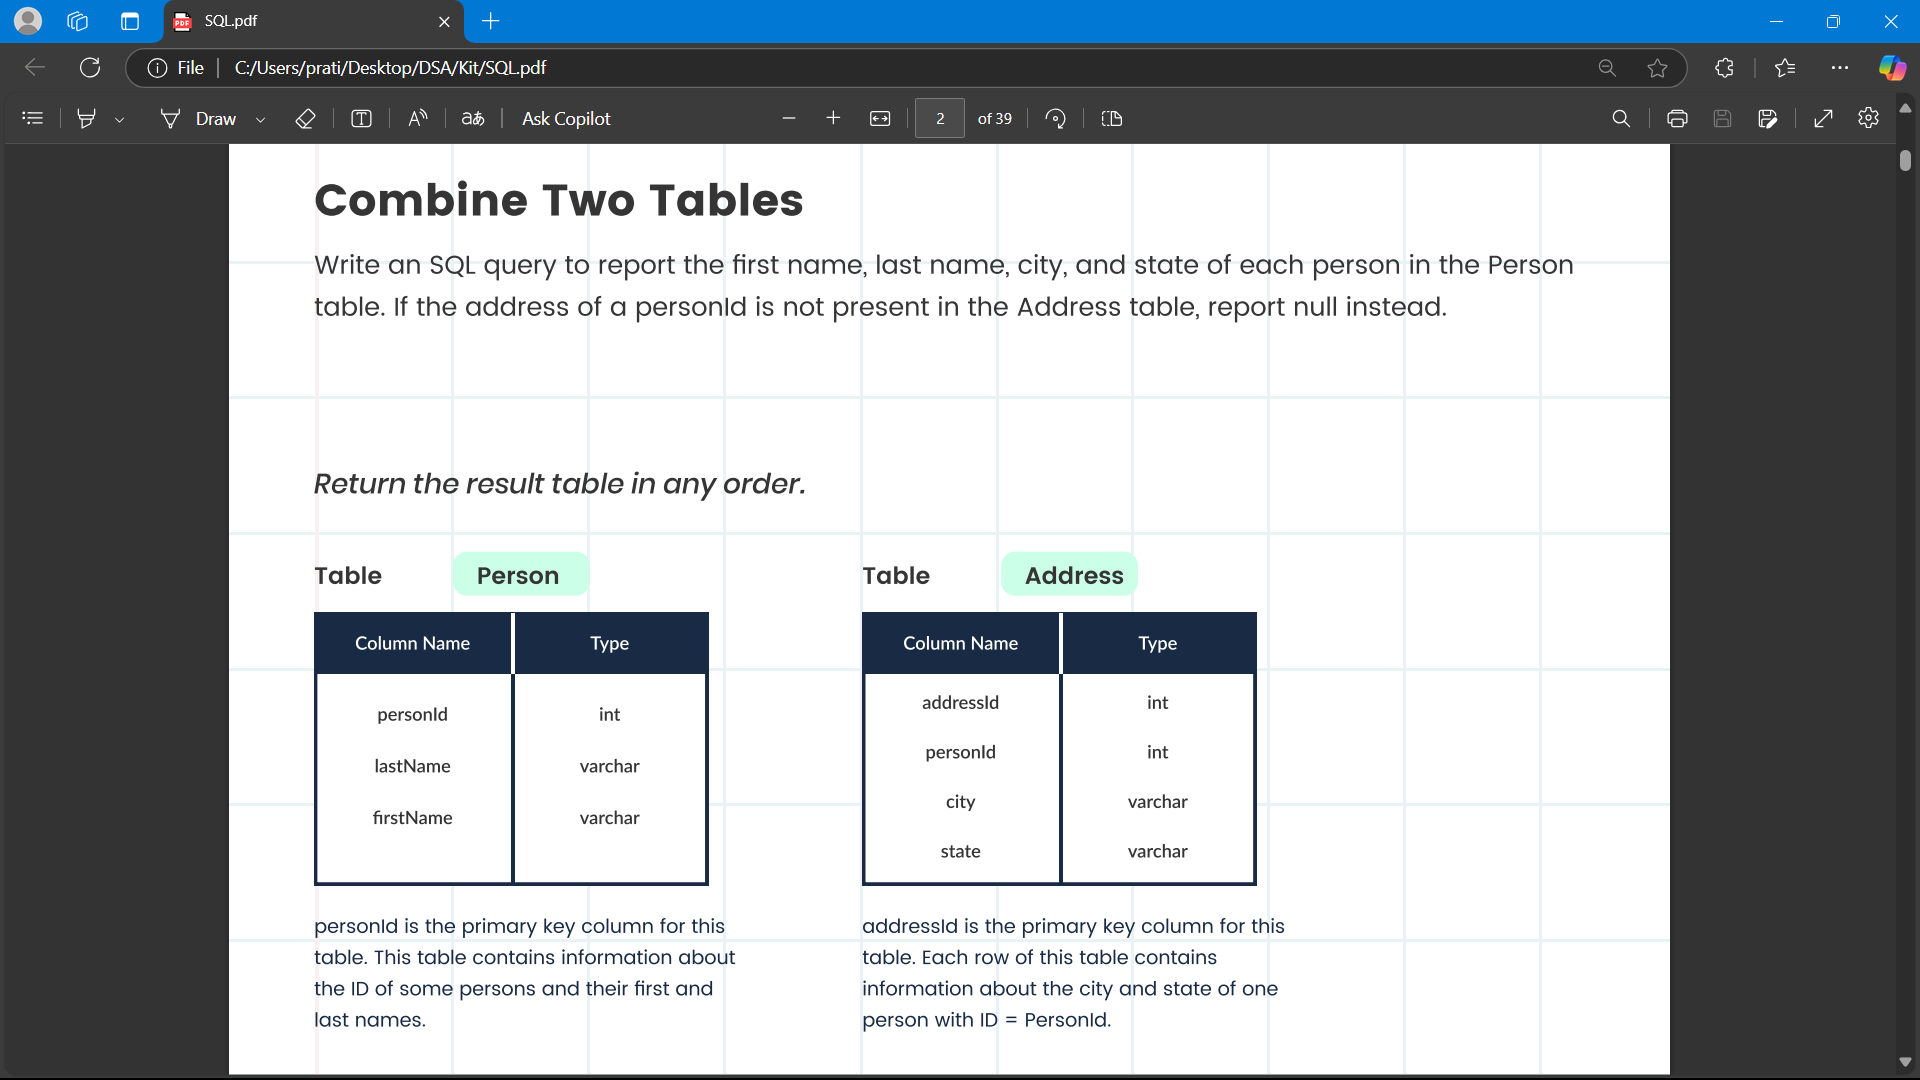 SQL.pdf
File
C:/Users/prati/Desktop/DSA/Kit/SQL.pdf
Draw
aあ
Ask Copilot
2
of 39
Combine Two Tables
Write an SQL query to report the first name, last name, city, and state of each person in the Person
table. If the address of a personId is not present in the Address table, report null instead.
Return the result table in any order.
Table Person
Column Name Type
personId int
lastName varchar
firstName varchar
personId is the primary key column for this
table. This table contains information about
the ID of some persons and their first and
last names.
Table Address
Column Name Type
addressId int
personId int
city varchar
state varchar
addressId is the primary key column for this
table. Each row of this table contains
information about the city and state of one
person with ID = PersonId.